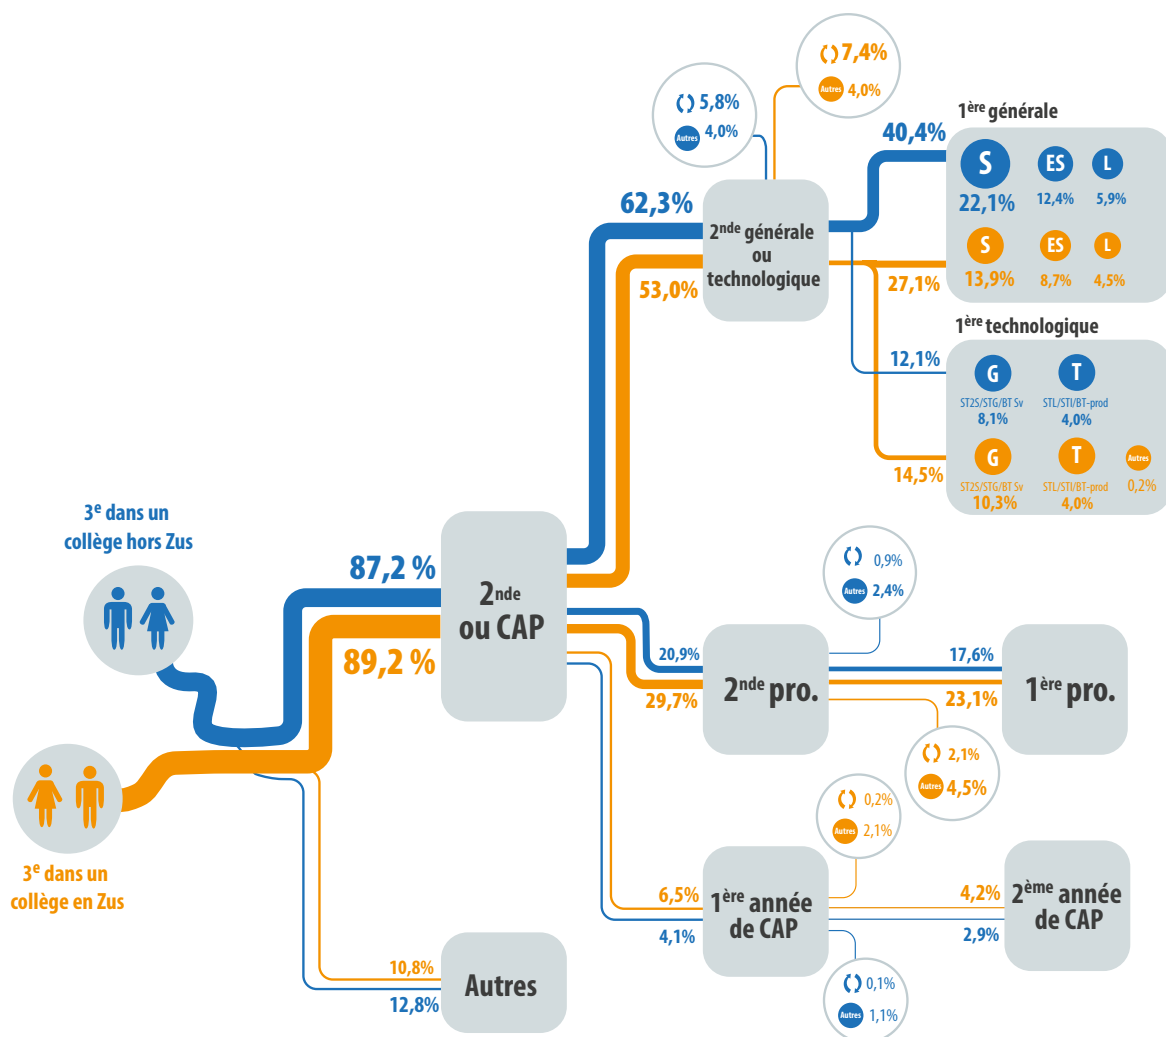 7,4%
Autres 4,0%
5,8%
Autres 4,0%
1ère générale
40,4%
S ES L
22,1% 12,4% 5,9%
S ES L
13,9% 8,7% 4,5%
27,1%
62,3%
53,0%
2nde générale
ou
technologique
1ère technologique
12,1%
G T
ST2S/STG/BT Sv STL/STI/BT-prod
8,1% 4,0%
G T Autres
ST2S/STG/BT Sv STL/STI/BT-prod 0,2%
10,3% 4,0%
14,5%
3e dans un
collège hors Zus
87,2 %
89,2 %
2nde
ou CAP
0,9%
Autres 2,4%
20,9%
29,7%
2nde pro.
17,6%
23,1%
1ère pro.
2,1%
Autres 4,5%
3e dans un
collège en Zus
0,2%
Autres 2,1%
6,5%
4,1%
1ère année
de CAP
4,2%
2,9%
2ème année
de CAP
10,8%
12,8%
Autres
0,1%
Autres 1,1%